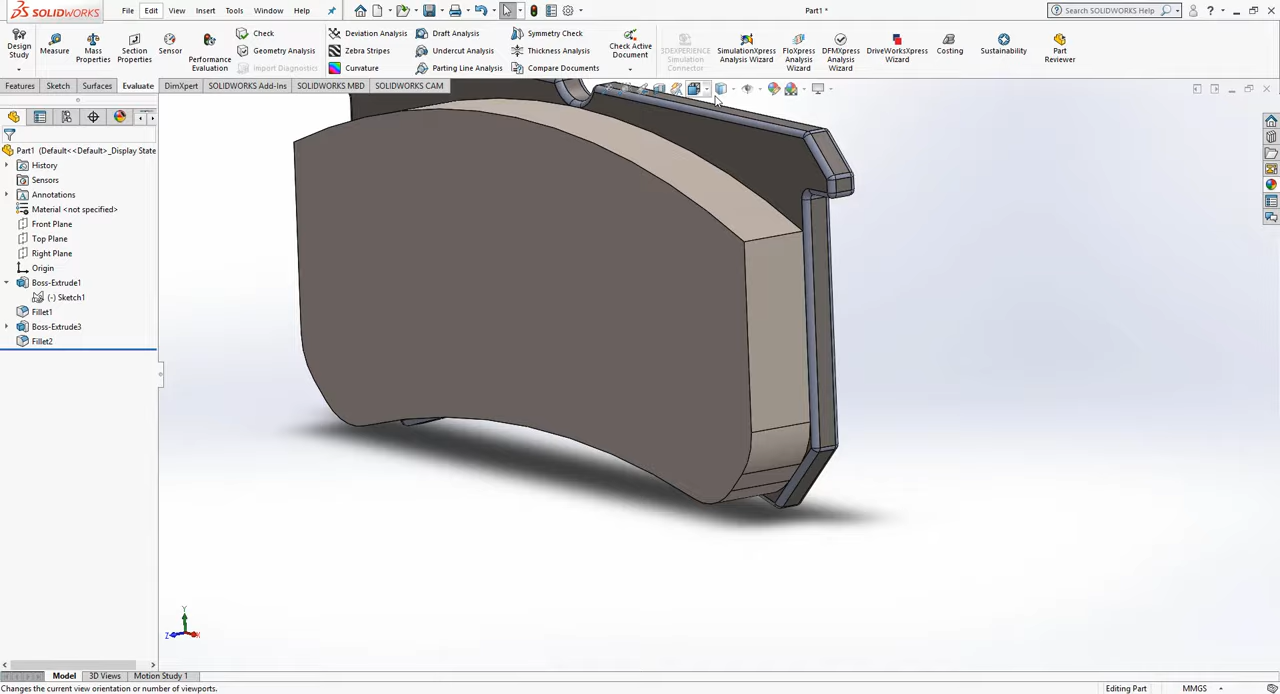 SOLIDWORKS File Edit View Insert Tools Window Help Part1 * Search SOLIDWORKS Help
Design Study
Measure
Mass Properties
Section Properties
Sensor
Performance Evaluation
Check
Geometry Analysis
Import Diagnostics
Deviation Analysis
Zebra Stripes
Curvature
Draft Analysis
Undercut Analysis
Parting Line Analysis
Symmetry Check
Thickness Analysis
Compare Documents
Check Active Document
3DEXPERIENCE Simulation Connector
SimulationXpress Analysis Wizard
FloXpress Analysis Wizard
DFMXpress Analysis Wizard
DriveWorksXpress Wizard
Costing
Sustainability
Part Reviewer
Features Sketch Surfaces Evaluate DimXpert SOLIDWORKS Add-Ins SOLIDWORKS MBD SOLIDWORKS CAM
Part1 (Default<<Default>_Display State
History
Sensors
Annotations
Material <not specified>
Front Plane
Top Plane
Right Plane
Origin
Boss-Extrude1
(-) Sketch1
Fillet1
Boss-Extrude3
Fillet2
Y
Z X
Model 3D Views Motion Study 1
Changes the current view orientation or number of viewports. Editing Part MMGS